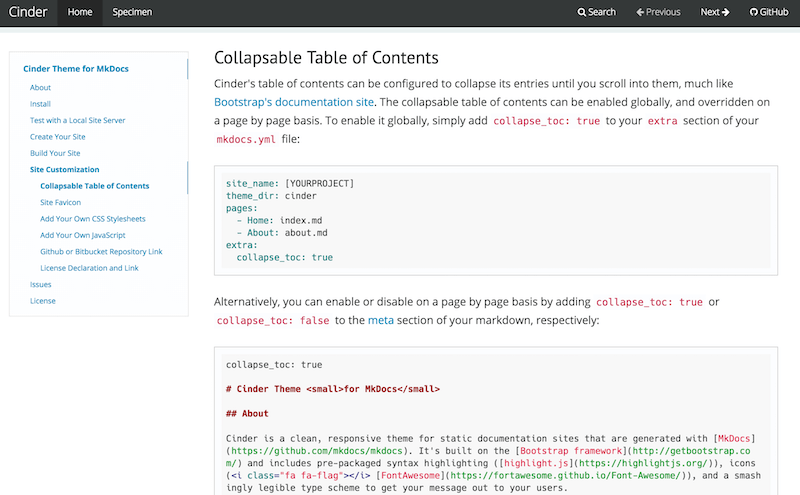 Cinder Home Specimen Search Previous Next GitHub
Cinder Theme for MkDocs
About
Install
Test with a Local Site Server
Create Your Site
Build Your Site
Site Customization
Collapsable Table of Contents
Site Favicon
Add Your Own CSS Stylesheets
Add Your Own JavaScript
Github or Bitbucket Repository Link
License Declaration and Link
Issues
License
Collapsable Table of Contents
Cinder's table of contents can be configured to collapse its entries until you scroll into them, much like
Bootstrap's documentation site. The collapsable table of contents can be enabled globally, and overridden on
a page by page basis. To enable it globally, simply add collapse_toc: true to your extra section of your
mkdocs.yml file:
site_name: [YOURPROJECT]
theme_dir: cinder
pages:
  - Home: index.md
  - About: about.md
extra:
  collapse_toc: true
Alternatively, you can enable or disable on a page by page basis by adding collapse_toc: true or
collapse_toc: false to the meta section of your markdown, respectively:
collapse_toc: true
# Cinder Theme <small>for MkDocs</small>
## About
Cinder is a clean, responsive theme for static documentation sites that are generated with [MkDocs]
(https://github.com/mkdocs/mkdocs). It's built on the [Bootstrap framework](http://getbootstrap.co
m/) and includes pre-packaged syntax highlighting ([highlight.js](https://highlightjs.org/)), icons
(<i class="fa fa-flag"></i> [FontAwesome](https://fortawesome.github.io/Font-Awesome/)), and a smash
ingly legible type scheme to get your message out to your users.